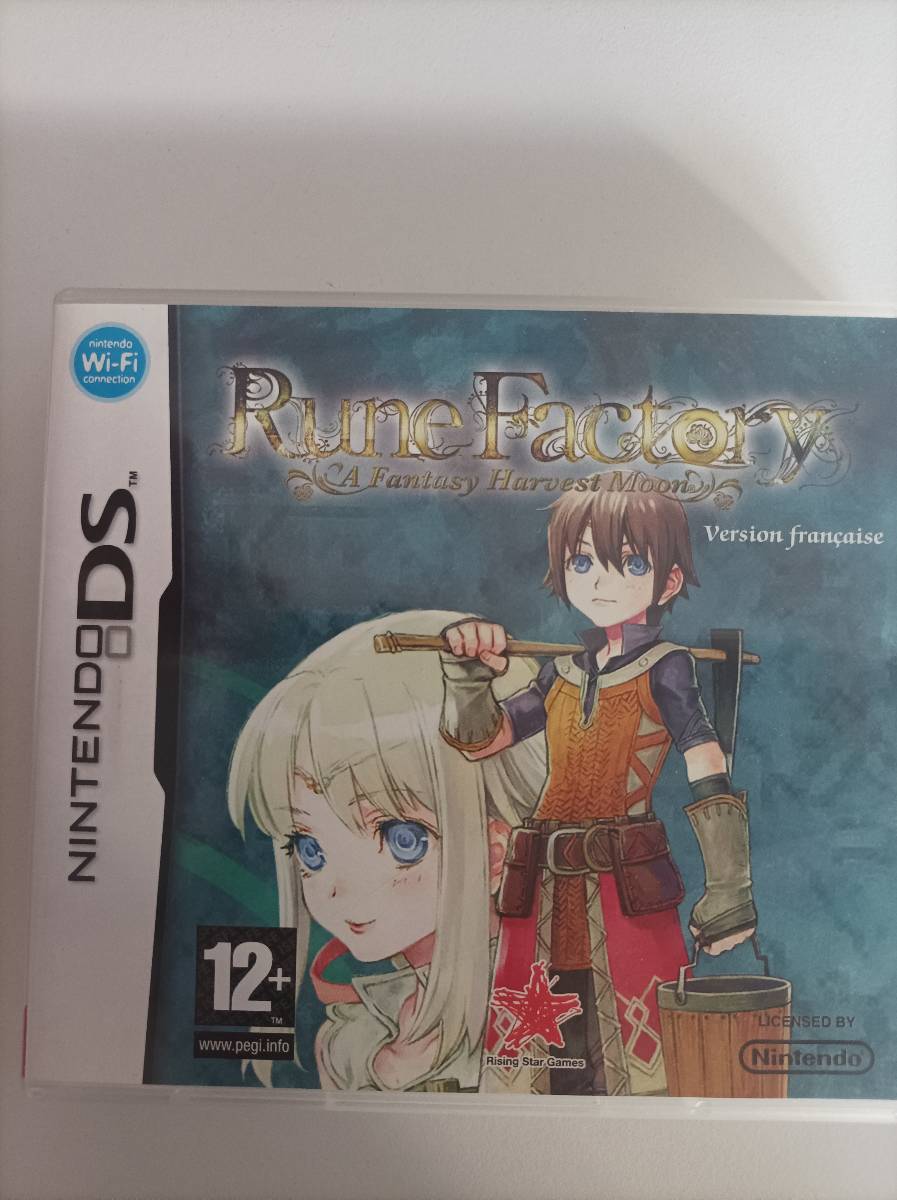 nintendo
Wi-Fi
connection
NINTENDO DS™
Rune Factory
A Fantasy Harvest Moon
Version française
12+™
www.pegi.info
Rising Star Games
LICENSED BY
Nintendo®